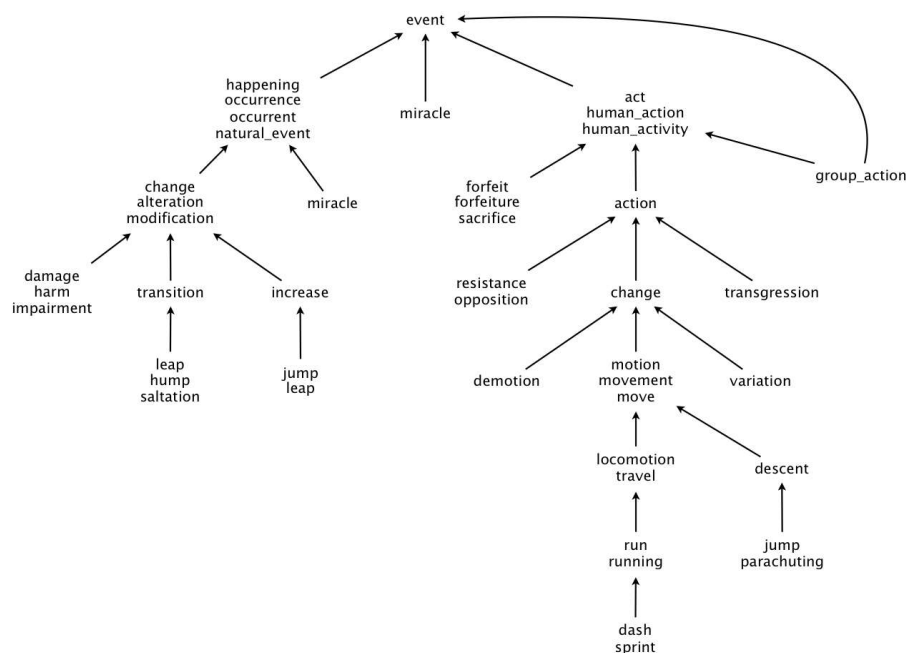 event
happening
occurrence
occurrent
natural_event
miracle
act
human_action
human_activity
change
alteration
modification
miracle
forfeit
forfeiture
sacrifice
action
group_action
damage
harm
impairment
transition
increase
resistance
opposition
change
transgression
leap
hump
saltation
jump
leap
demotion
motion
movement
move
variation
locomotion
travel
descent
run
running
jump
parachuting
dash
sprint